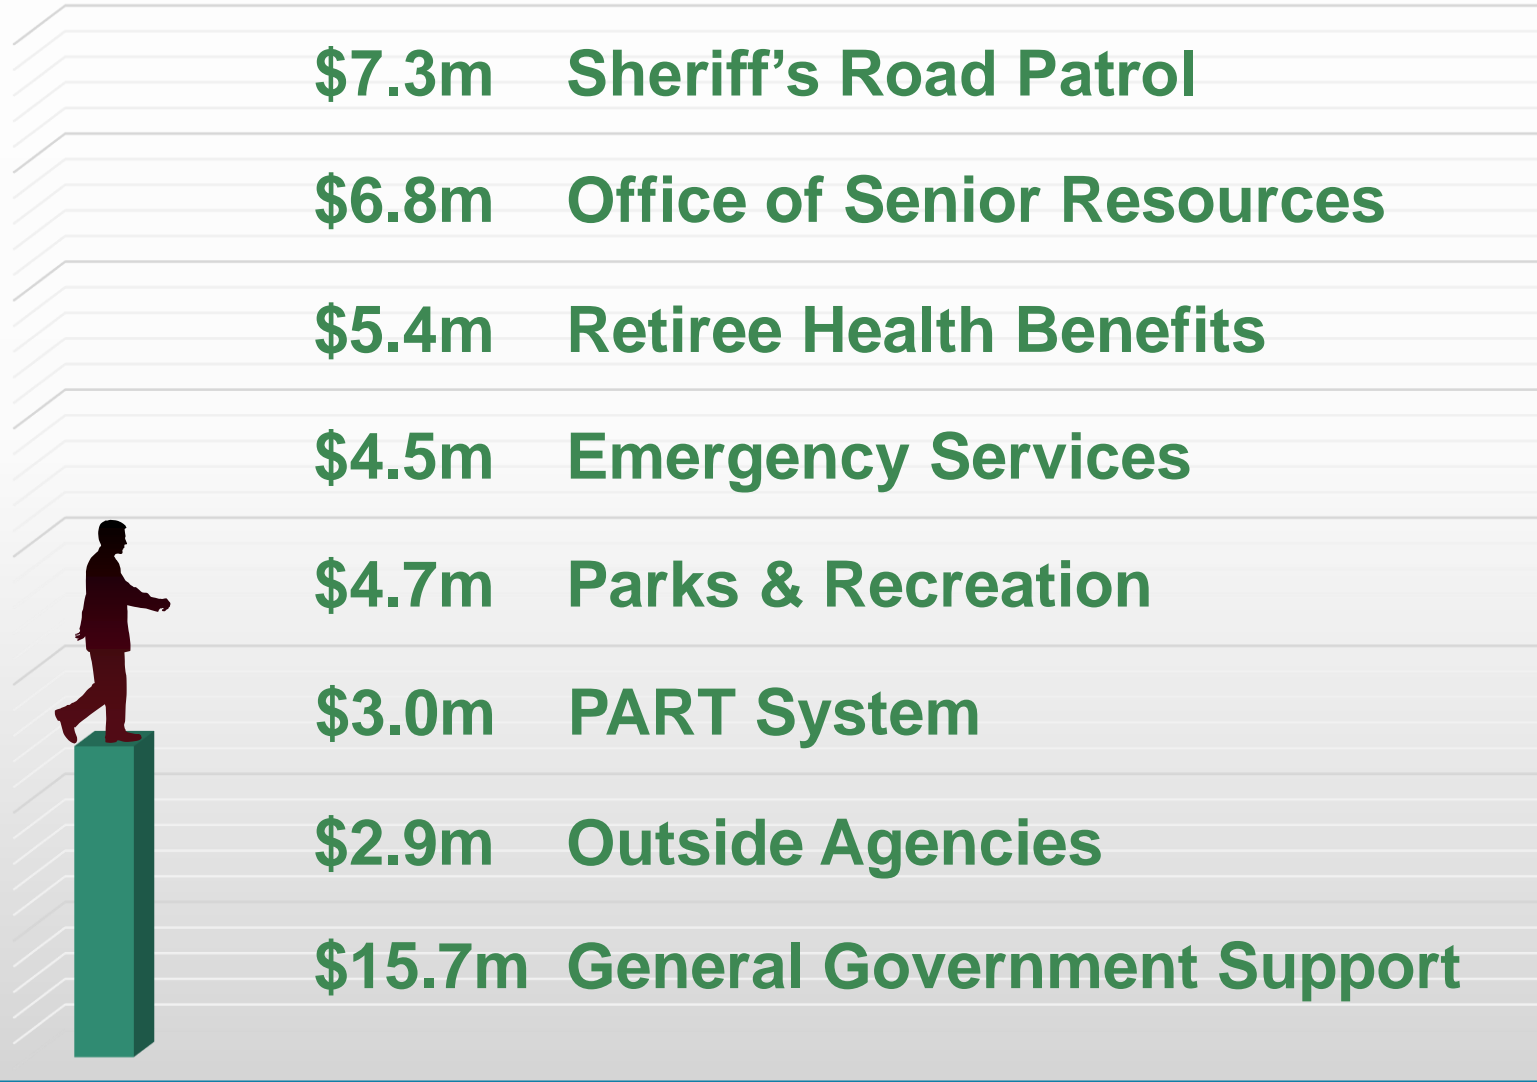 $7.3m Sheriff’s Road Patrol
$6.8m Office of Senior Resources
$5.4m Retiree Health Benefits
$4.5m Emergency Services
$4.7m Parks & Recreation
$3.0m PART System
$2.9m Outside Agencies
$15.7m General Government Support